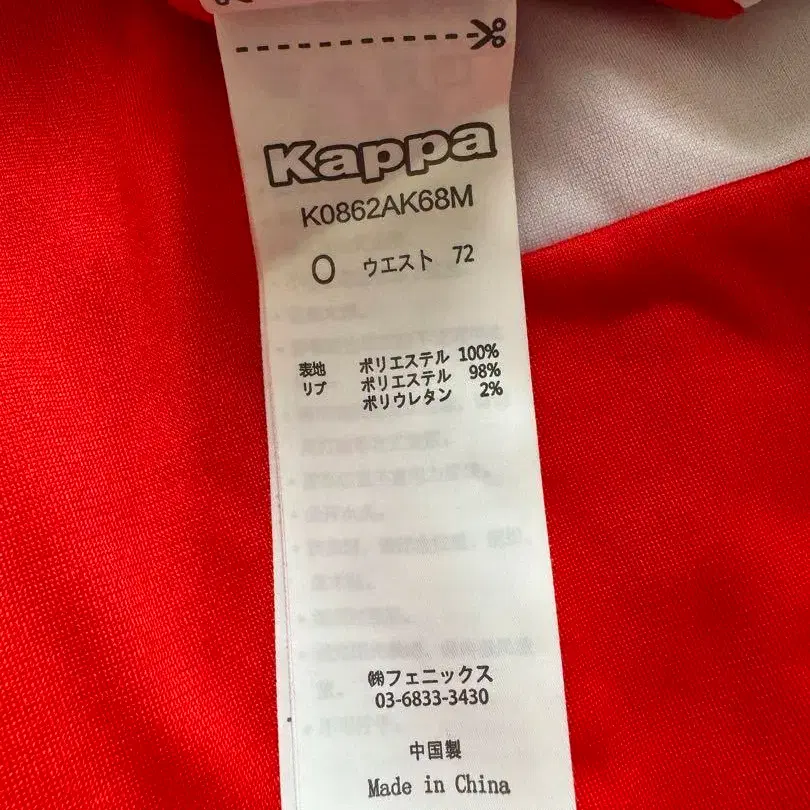 Kappa
K0862AK68M
O ウエスト 72
表地 ポリエステル 100%
リブ ポリエステル 98%
ポリウレタン 2%
㈱フェニックス
03-6833-3430
中国製
Made in China